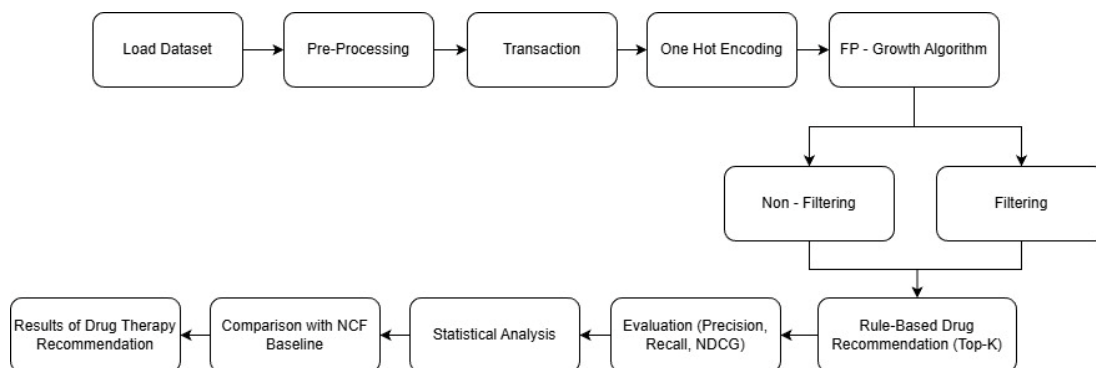 Load Dataset
Pre-Processing
Transaction
One Hot Encoding
FP - Growth Algorithm
Non - Filtering
Filtering
Results of Drug Therapy
Recommendation
Comparison with NCF
Baseline
Statistical Analysis
Evaluation (Precision,
Recall, NDCG)
Rule-Based Drug
Recommendation (Top-K)